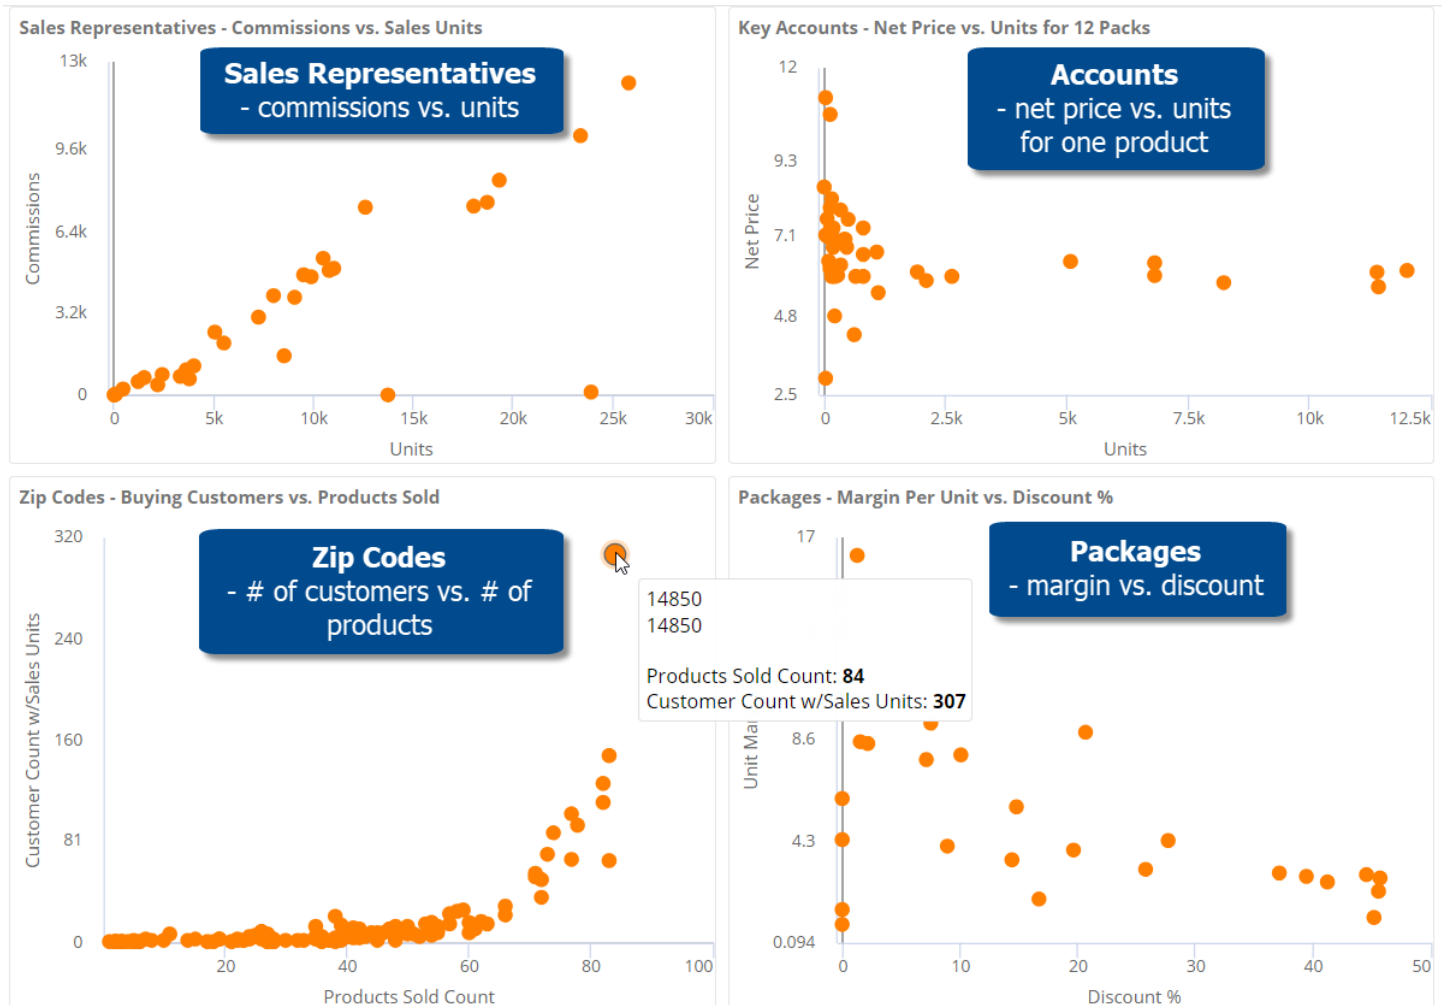 Sales Representatives - Commissions vs. Sales Units
Sales Representatives
- commissions vs. units
13k
9.6k
6.4k
3.2k
0
Commissions
0 5k 10k 15k 20k 25k 30k
Units
Key Accounts - Net Price vs. Units for 12 Packs
Accounts
- net price vs. units
for one product
12
9.3
7.1
4.8
2.5
Net Price
0 2.5k 5k 7.5k 10k 12.5k
Units
Zip Codes - Buying Customers vs. Products Sold
Zip Codes
- # of customers vs. # of
products
320
240
160
81
0
Customer Count w/Sales Units
20 40 60 80 100
Products Sold Count
14850
14850
Products Sold Count: 84
Customer Count w/Sales Units: 307
Packages - Margin Per Unit vs. Discount %
Packages
- margin vs. discount
17
8.6
4.3
0.094
Unit Ma
0 10 20 30 40 50
Discount %